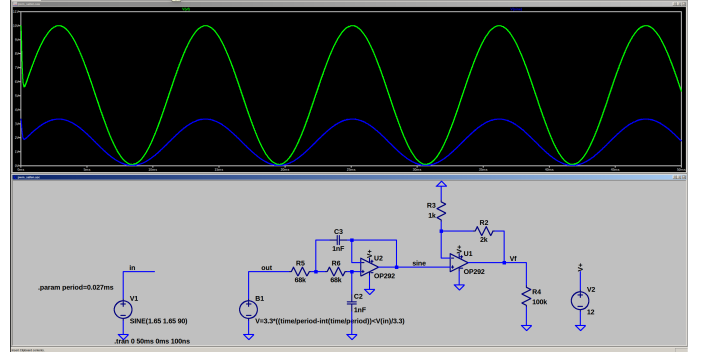 in
.param period=0.027ms
V1
SINE(1.65 1.65 90)
.tran 0 50ms 0ms 100ns
out
B1
V=3.3*((time/period-int(time/period))<V(in)/3.3)
R5
68k
R6
68k
C3
1nF
C2
1nF
V+
U2
OP292
sine
R3
1k
R2
2k
V+
U1
OP292
Vf
R4
100k
V+
V2
12